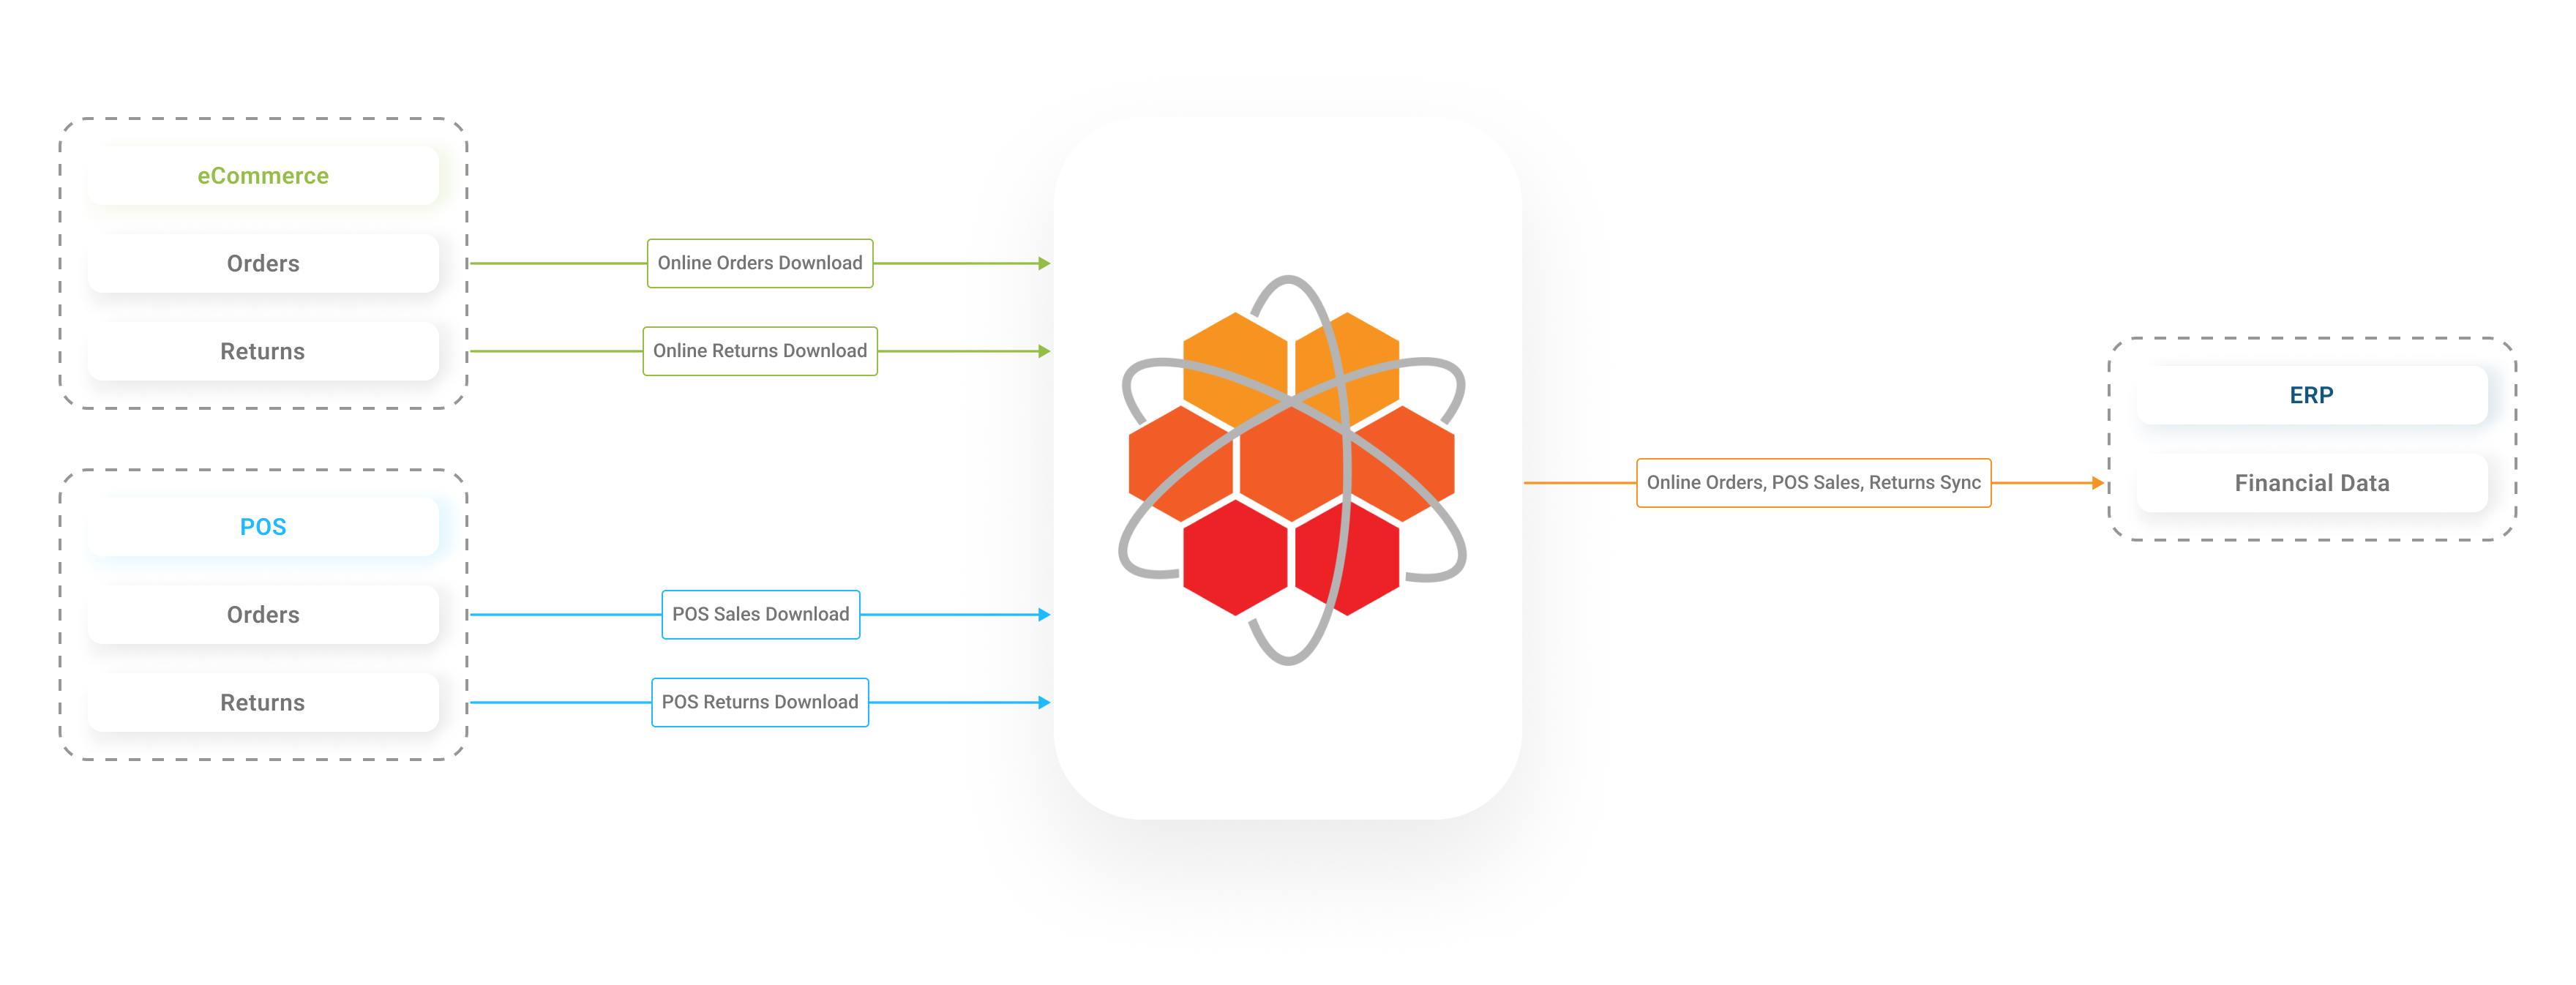 eCommerce
Orders
Online Orders Download
Returns
Online Returns Download
POS
Orders
POS Sales Download
Returns
POS Returns Download
Online Orders, POS Sales, Returns Sync
ERP
Financial Data